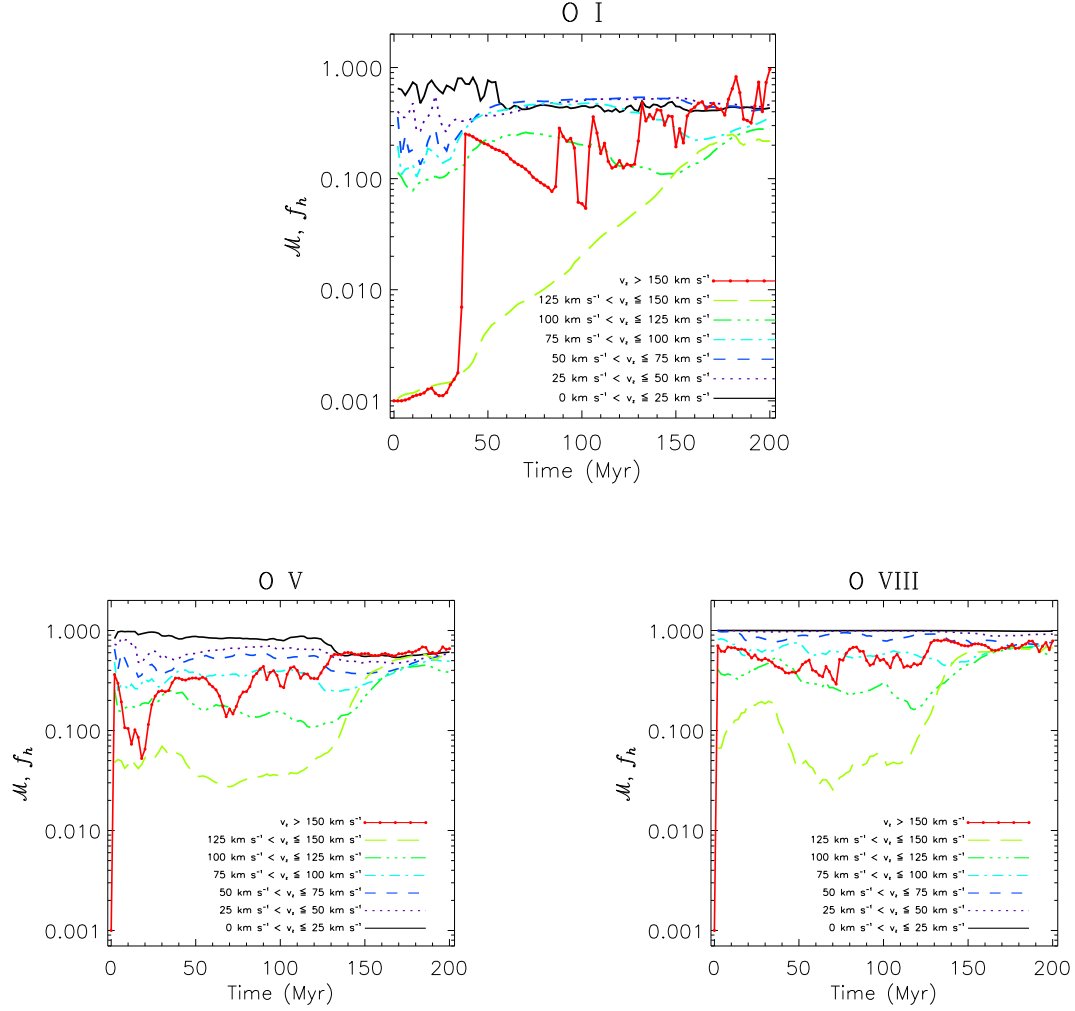 O I
1.000
0.100
0.010
0.001
ℳ, fₕ
v_z > 150 km s⁻¹
125 km s⁻¹ < v_z ≦ 150 km s⁻¹
100 km s⁻¹ < v_z ≦ 125 km s⁻¹
75 km s⁻¹ < v_z ≦ 100 km s⁻¹
50 km s⁻¹ < v_z ≦ 75 km s⁻¹
25 km s⁻¹ < v_z ≦ 50 km s⁻¹
0 km s⁻¹ < v_z ≦ 25 km s⁻¹
0 50 100 150 200
Time (Myr)
O V
1.000
0.100
0.010
0.001
ℳ, fₕ
v_z > 150 km s⁻¹
125 km s⁻¹ < v_z ≦ 150 km s⁻¹
100 km s⁻¹ < v_z ≦ 125 km s⁻¹
75 km s⁻¹ < v_z ≦ 100 km s⁻¹
50 km s⁻¹ < v_z ≦ 75 km s⁻¹
25 km s⁻¹ < v_z ≦ 50 km s⁻¹
0 km s⁻¹ < v_z ≦ 25 km s⁻¹
0 50 100 150 200
Time (Myr)
O VIII
1.000
0.100
0.010
0.001
ℳ, fₕ
v_z > 150 km s⁻¹
125 km s⁻¹ < v_z ≦ 150 km s⁻¹
100 km s⁻¹ < v_z ≦ 125 km s⁻¹
75 km s⁻¹ < v_z ≦ 100 km s⁻¹
50 km s⁻¹ < v_z ≦ 75 km s⁻¹
25 km s⁻¹ < v_z ≦ 50 km s⁻¹
0 km s⁻¹ < v_z ≦ 25 km s⁻¹
0 50 100 150 200
Time (Myr)